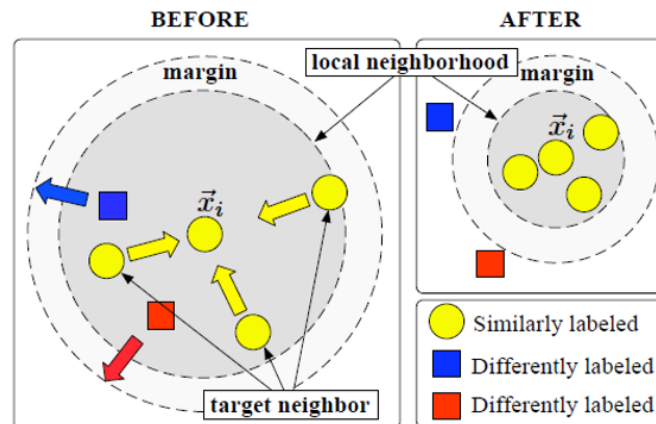 BEFORE
AFTER
margin
local neighborhood
margin
x⃗ᵢ
x⃗ᵢ
target neighbor
Similarly labeled
Differently labeled
Differently labeled